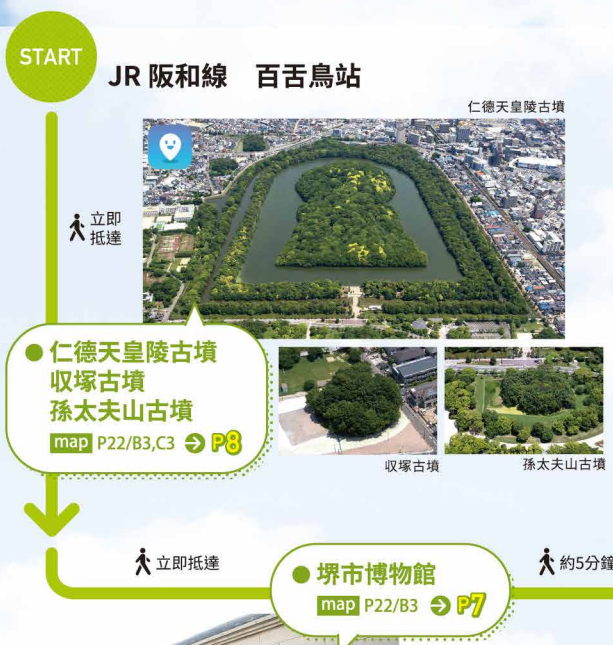 START
JR 阪和線　百舌鳥站
仁德天皇陵古墳
立即
抵達
● 仁德天皇陵古墳
収塚古墳
孫太夫山古墳
map P22/B3,C3 → P8
収塚古墳
孫太夫山古墳
立即抵達
● 堺市博物館
map P22/B3 → P7
約5分鐘